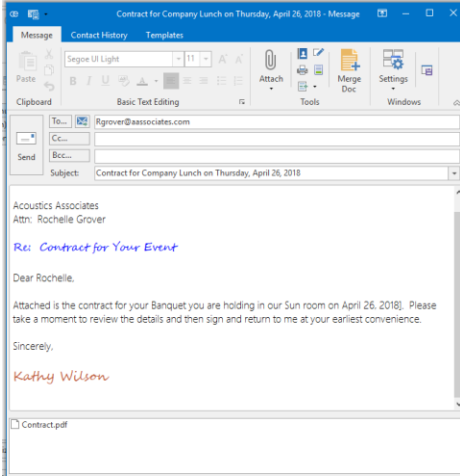 Contract for Company Lunch on Thursday, April 26, 2018 - Message
Message Contact History Templates
Segoe UI Light 11 A A
Paste B I U A Attach Merge Doc Settings
Clipboard Basic Text Editing Tools Windows
To... Rgrover@aassociates.com
Cc...
Send Bcc...
Subject: Contract for Company Lunch on Thursday, April 26, 2018
Acoustics Associates
Attn: Rochelle Grover
Re: Contract for Your Event
Dear Rochelle,
Attached is the contract for your Banquet you are holding in our Sun room on April 26, 2018]. Please
take a moment to review the details and then sign and return to me at your earliest convenience.
Sincerely,
Kathy Wilson
Contract.pdf